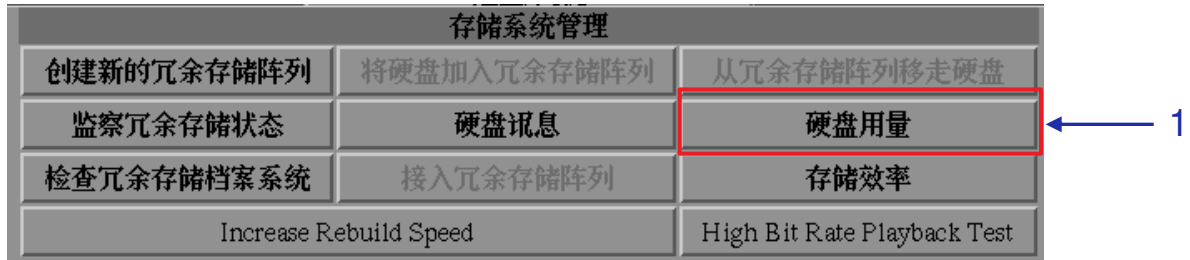 存储系统管理
创建新的冗余存储阵列 将硬盘加入冗余存储阵列 从冗余存储阵列移走硬盘
监察冗余存储状态 硬盘讯息 硬盘用量 1
检查冗余存储档案系统 接入冗余存储阵列 存储效率
Increase Rebuild Speed High Bit Rate Playback Test